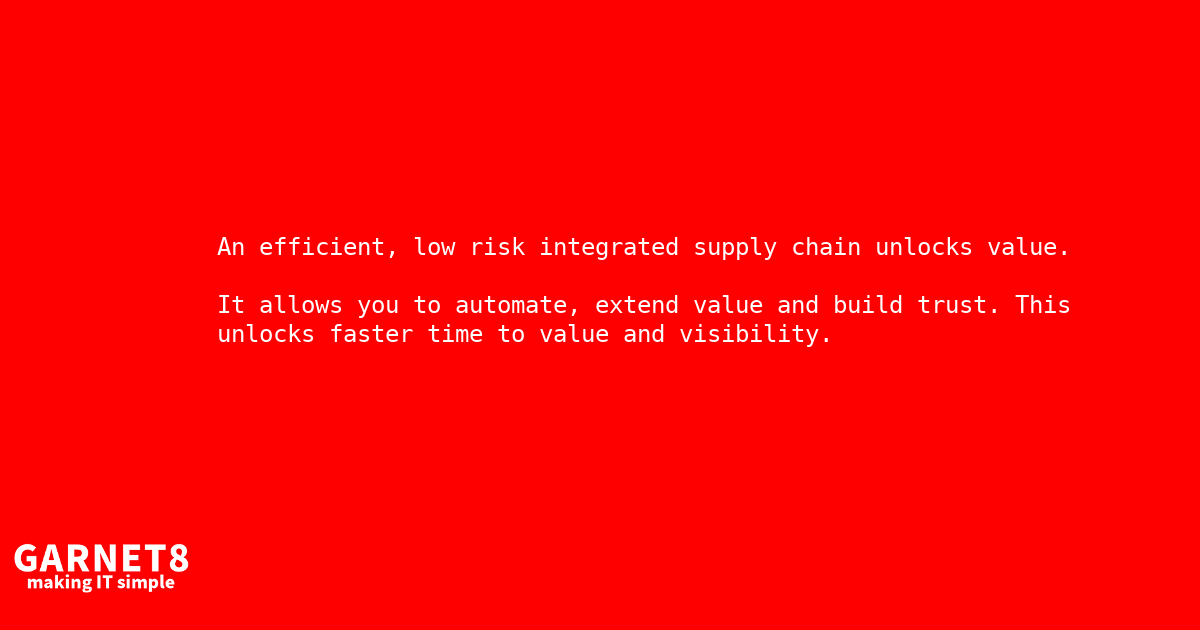 An efficient, low risk integrated supply chain unlocks value.
It allows you to automate, extend value and build trust. This
unlocks faster time to value and visibility.
GARNET8
making IT simple